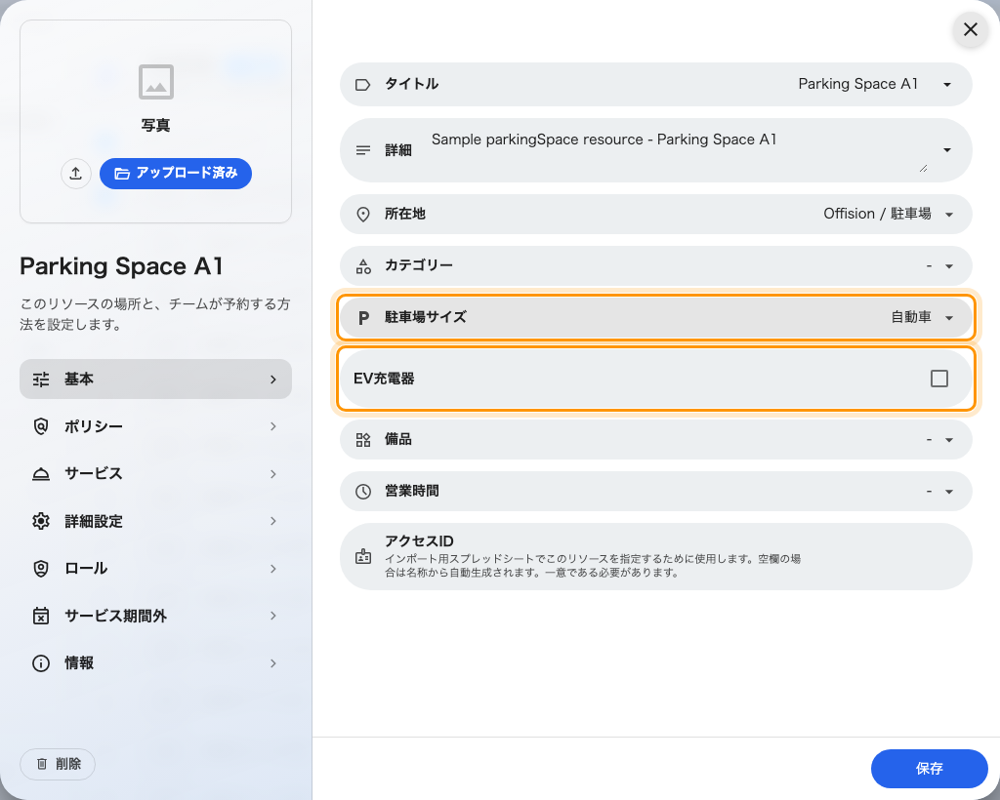 写真
アップロード済み
Parking Space A1
このリソースの場所と、チームが予約する方
法を設定します。
基本
ポリシー
サービス
詳細設定
ロール
サービス期間外
情報
削除
タイトル
Parking Space A1
詳細
Sample parkingSpace resource - Parking Space A1
所在地
Offision / 駐車場
カテゴリー
-
P
駐車場サイズ
自動車
EV充電器
備品
-
営業時間
-
アクセスID
インポート用スプレッドシートでこのリソースを指定するために使用します。空欄の場
合は名称から自動生成されます。一意である必要があります。
保存